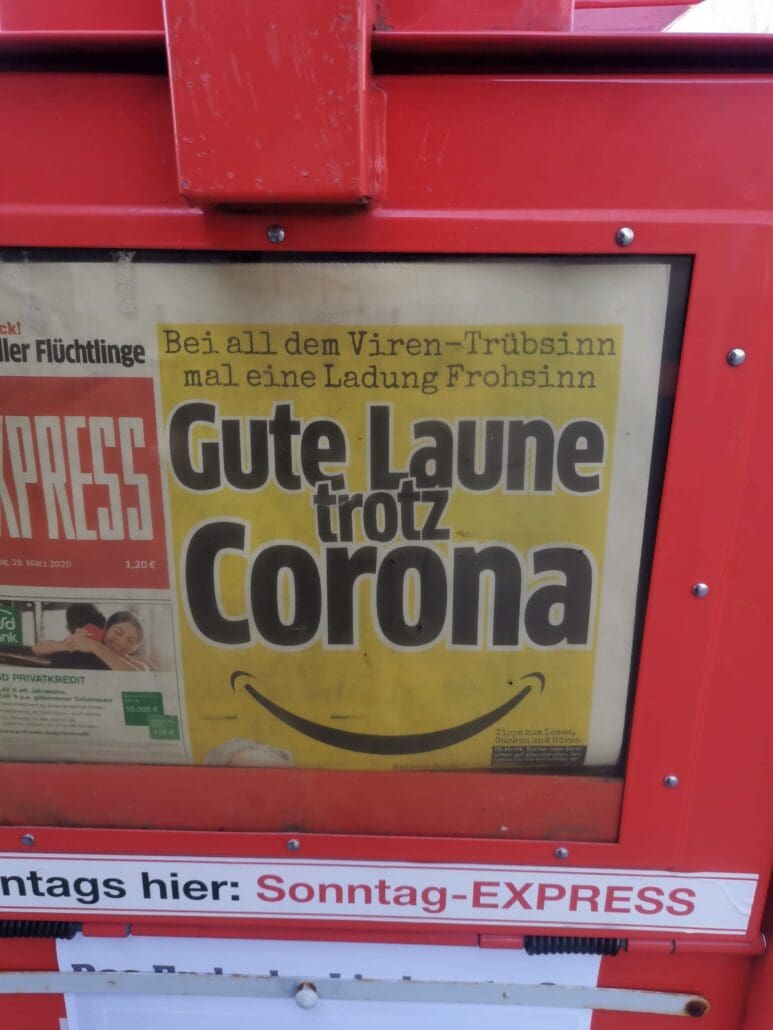 ck!
ller Flüchtlinge
XPRESS
28. März 2020 1,20 €
Bei all dem Viren-Trübsinn
mal eine Ladung Frohsinn
Gute Laune
trotz
Corona
PRIVATKREDIT
10.000 €
Tipps zum Lesen,
Gucken und Hören
ntags hier: Sonntag-EXPRESS